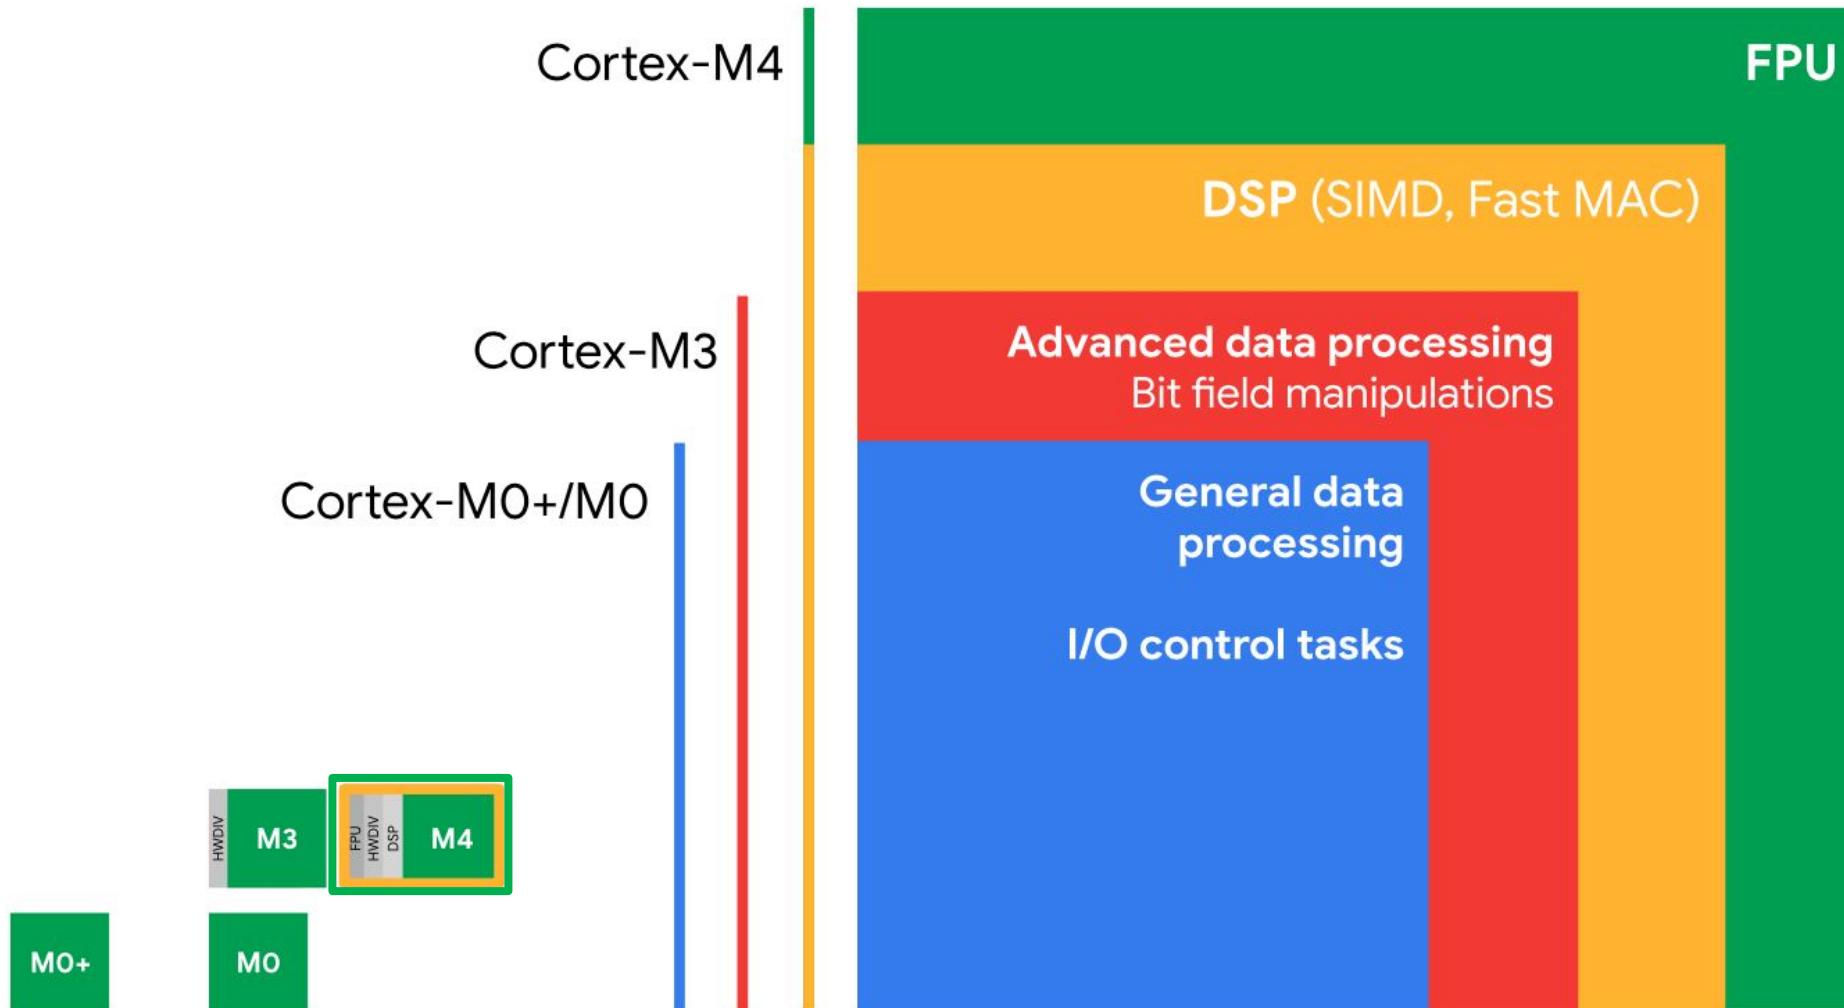 Cortex-M4
FPU
DSP (SIMD, Fast MAC)
Cortex-M3
Advanced data processing
Bit field manipulations
Cortex-M0+/M0
General data
processing
I/O control tasks
HWDIV
M3
FPU
HWDIV
DSP
M4
M0+
M0